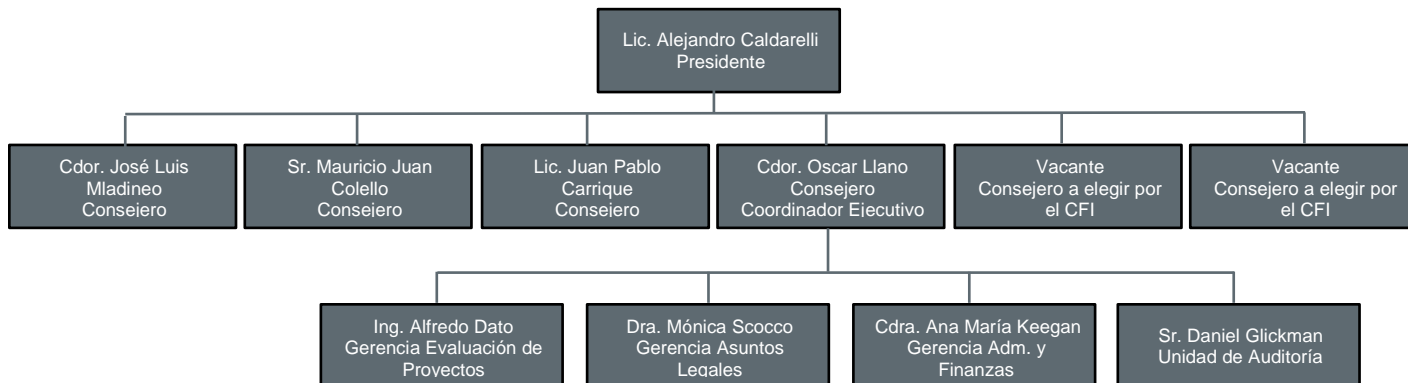 Lic. Alejandro Caldarelli
Presidente
Cdor. José Luis
Mladineo
Consejero
Sr. Mauricio Juan
Colello
Consejero
Lic. Juan Pablo
Carrique
Consejero
Cdor. Oscar Llano
Consejero
Coordinador Ejecutivo
Vacante
Consejero a elegir por
el CFI
Vacante
Consejero a elegir por
el CFI
Ing. Alfredo Dato
Gerencia Evaluación de
Proyectos
Dra. Mónica Scocco
Gerencia Asuntos
Legales
Cdra. Ana María Keegan
Gerencia Adm. y
Finanzas
Sr. Daniel Glickman
Unidad de Auditoría